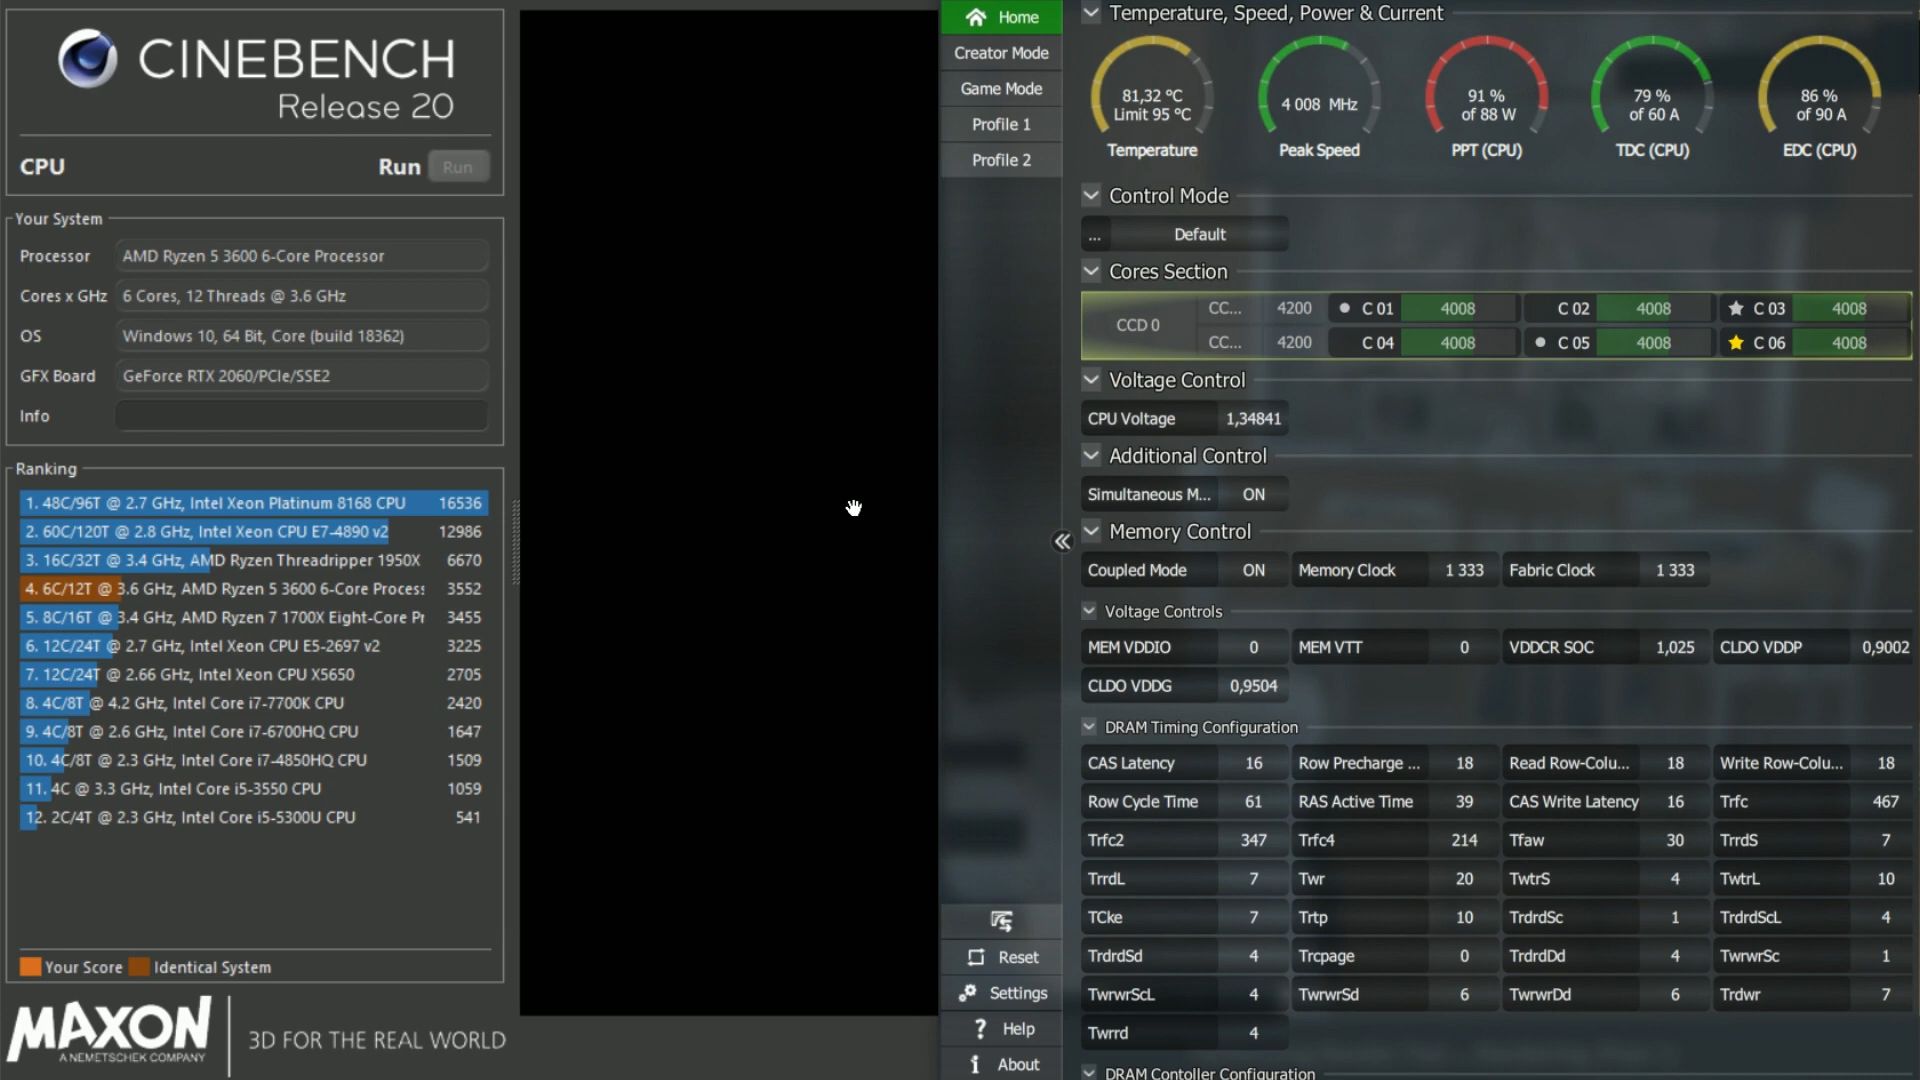 CINEBENCH
Release 20
CPU
Run
Run
Your System
Processor AMD Ryzen 5 3600 6-Core Processor
Cores x GHz 6 Cores, 12 Threads @ 3.6 GHz
OS Windows 10, 64 Bit, Core (build 18362)
GFX Board GeForce RTX 2060/PCIe/SSE2
Info
Ranking
1. 48C/96T @ 2.7 GHz, Intel Xeon Platinum 8168 CPU 16536
2. 60C/120T @ 2.8 GHz, Intel Xeon CPU E7-4890 v2 12986
3. 16C/32T @ 3.4 GHz, AMD Ryzen Threadripper 1950X 6670
4. 6C/12T @ 3.6 GHz, AMD Ryzen 5 3600 6-Core Process 3552
5. 8C/16T @ 3.4 GHz, AMD Ryzen 7 1700X Eight-Core Pr 3455
6. 12C/24T @ 2.7 GHz, Intel Xeon CPU E5-2697 v2 3225
7. 12C/24T @ 2.66 GHz, Intel Xeon CPU X5650 2705
8. 4C/8T @ 4.2 GHz, Intel Core i7-7700K CPU 2420
9. 4C/8T @ 2.6 GHz, Intel Core i7-6700HQ CPU 1647
10. 4C/8T @ 2.3 GHz, Intel Core i7-4850HQ CPU 1509
11. 4C @ 3.3 GHz, Intel Core i5-3550 CPU 1059
12. 2C/4T @ 2.3 GHz, Intel Core i5-5300U CPU 541
Your Score Identical System
MAXON
A NEMETSCHEK COMPANY
3D FOR THE REAL WORLD
Home
Creator Mode
Game Mode
Profile 1
Profile 2
Reset
Settings
Help
About
Temperature, Speed, Power & Current
81,32 °C
Limit 95 °C
Temperature
4 008 MHz
Peak Speed
91 %
of 88 W
PPT (CPU)
79 %
of 60 A
TDC (CPU)
86 %
of 90 A
EDC (CPU)
Control Mode
... Default
Cores Section
CCD 0
CC... 4200 C 01 4008 C 02 4008 C 03 4008
CC... 4200 C 04 4008 C 05 4008 C 06 4008
Voltage Control
CPU Voltage 1,34841
Additional Control
Simultaneous M... ON
Memory Control
Coupled Mode ON Memory Clock 1 333 Fabric Clock 1 333
Voltage Controls
MEM VDDIO 0 MEM VTT 0 VDDCR SOC 1,025 CLDO VDDP 0,9002
CLDO VDDG 0,9504
DRAM Timing Configuration
CAS Latency 16 Row Precharge ... 18 Read Row-Colu... 18 Write Row-Colu... 18
Row Cycle Time 61 RAS Active Time 39 CAS Write Latency 16 Trfc 467
Trfc2 347 Trfc4 214 Tfaw 30 TrrdS 7
TrrdL 7 Twr 20 TwtrS 4 TwtrL 10
TCke 7 Trtp 10 TrdrdSc 1 TrdrdScL 4
TrdrdSd 4 Trcpage 0 TrdrdDd 4 TwrwrSc 1
TwrwrScL 4 TwrwrSd 6 TwrwrDd 6 Trdwr 7
Twrrd 4
DRAM Contoller Configuration